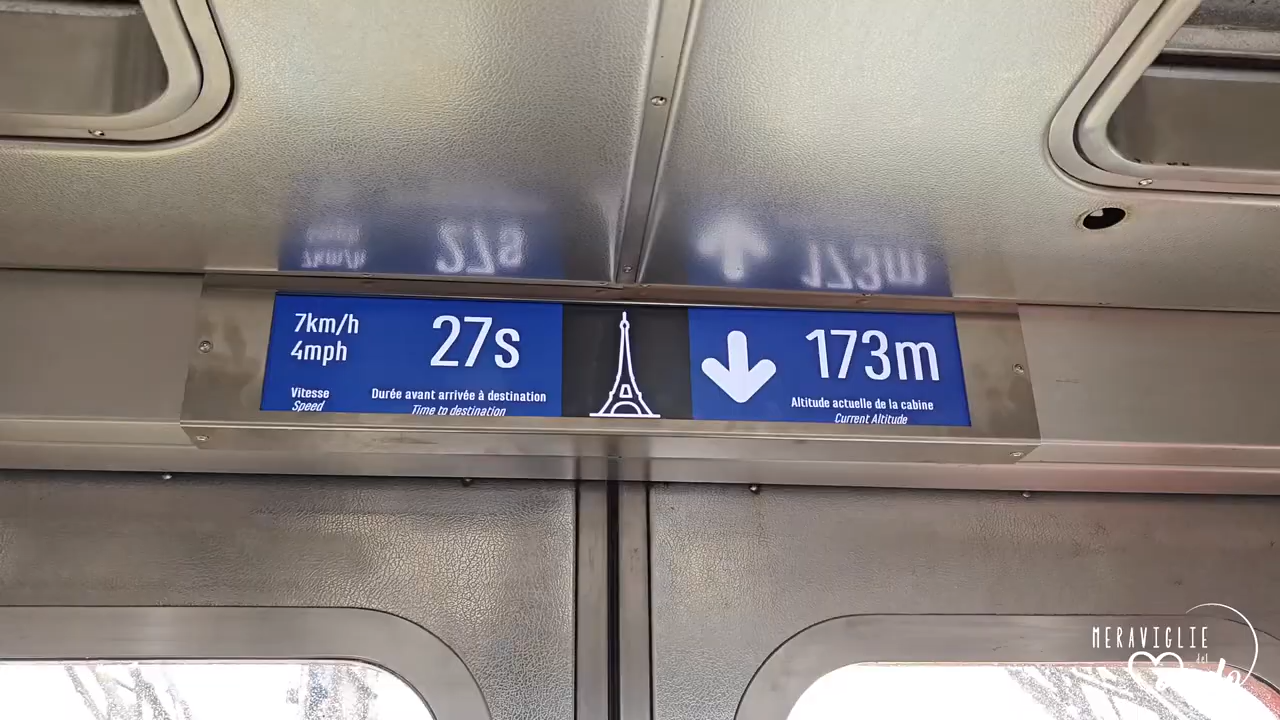 7km/h
4mph
Vitesse
Speed
27s
Durée avant arrivée à destination
Time to destination
173m
Altitude actuelle de la cabine
Current Altitude
MERAVIGLIE
del